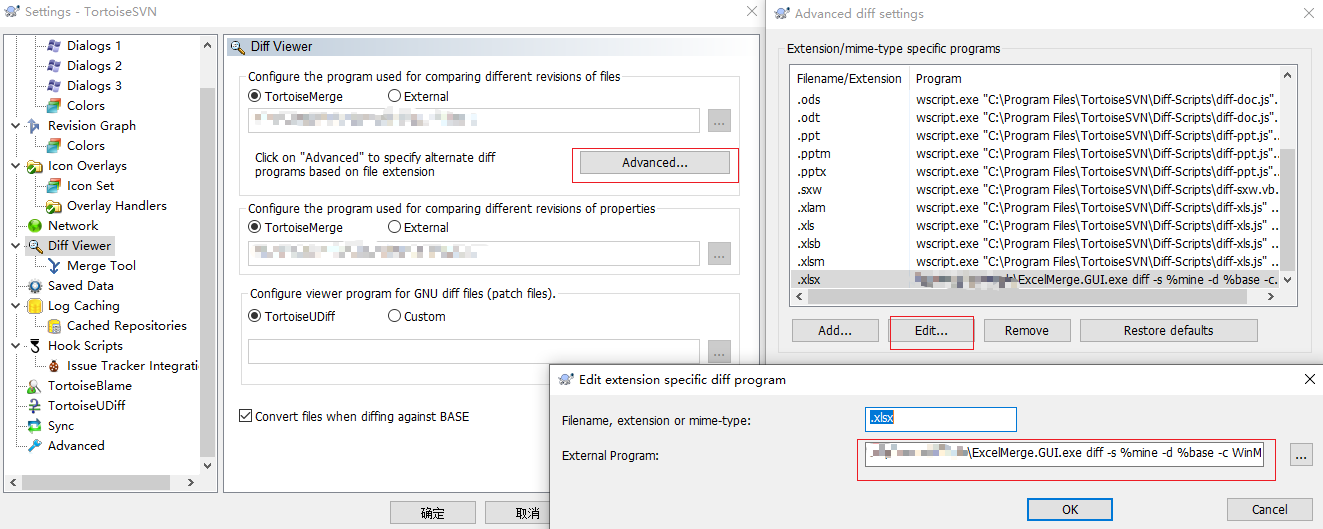 Settings - TortoiseSVN
Dialogs 1
Dialogs 2
Dialogs 3
Colors
Revision Graph
Colors
Icon Overlays
Icon Set
Overlay Handlers
Network
Diff Viewer
Merge Tool
Saved Data
Log Caching
Cached Repositories
Hook Scripts
Issue Tracker Integrati
TortoiseBlame
TortoiseUDiff
Sync
Advanced
Diff Viewer
Configure the program used for comparing different revisions of files
TortoiseMerge External
...
Click on "Advanced" to specify alternate diff
programs based on file extension
Advanced...
Configure the program used for comparing different revisions of properties
TortoiseMerge External
...
Configure viewer program for GNU diff files (patch files).
TortoiseUDiff Custom
...
Convert files when diffing against BASE
确定 取消
Advanced diff settings
Extension/mime-type specific programs
Filename/Extension Program
.ods wscript.exe "C:\Program Files\TortoiseSVN\Diff-Scripts\diff-doc.js"...
.odt wscript.exe "C:\Program Files\TortoiseSVN\Diff-Scripts\diff-doc.js"...
.ppt wscript.exe "C:\Program Files\TortoiseSVN\Diff-Scripts\diff-ppt.js"...
.pptm wscript.exe "C:\Program Files\TortoiseSVN\Diff-Scripts\diff-ppt.js"...
.pptx wscript.exe "C:\Program Files\TortoiseSVN\Diff-Scripts\diff-ppt.js"...
.sxw wscript.exe "C:\Program Files\TortoiseSVN\Diff-Scripts\diff-sxw.vb...
.xlam wscript.exe "C:\Program Files\TortoiseSVN\Diff-Scripts\diff-xls.js" ...
.xls wscript.exe "C:\Program Files\TortoiseSVN\Diff-Scripts\diff-xls.js" ...
.xlsb wscript.exe "C:\Program Files\TortoiseSVN\Diff-Scripts\diff-xls.js" ...
.xlsm wscript.exe "C:\Program Files\TortoiseSVN\Diff-Scripts\diff-xls.js" ...
.xlsx \ExcelMerge.GUI.exe diff -s %mine -d %base -c...
Add... Edit... Remove Restore defaults
Edit extension specific diff program
Filename, extension or mime-type: .xlsx
External Program: \ExcelMerge.GUI.exe diff -s %mine -d %base -c WinM
...
OK Cancel